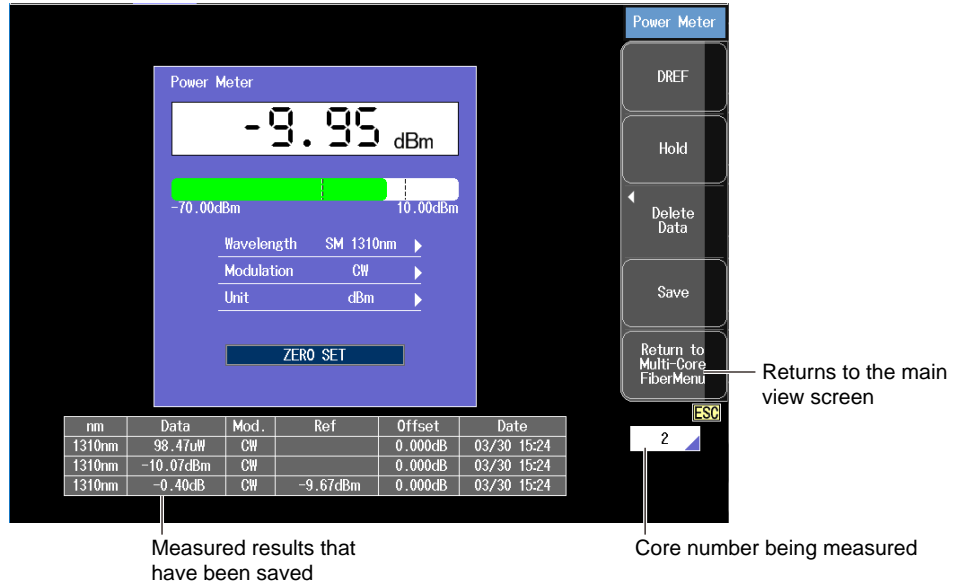 Power Meter
DREF
Hold
Delete
Data
Save
Return to
Multi-Core
FiberMenu
ESC
2
Power Meter
-9.95 dBm
-70.00dBm 10.00dBm
Wavelength SM 1310nm
Modulation CW
Unit dBm
ZERO SET
nm Data Mod. Ref Offset Date
1310nm 98.47uW CW 0.000dB 03/30 15:24
1310nm -10.07dBm CW 0.000dB 03/30 15:24
1310nm -0.40dB CW -9.67dBm 0.000dB 03/30 15:24
Returns to the main
view screen
Measured results that
have been saved
Core number being measured